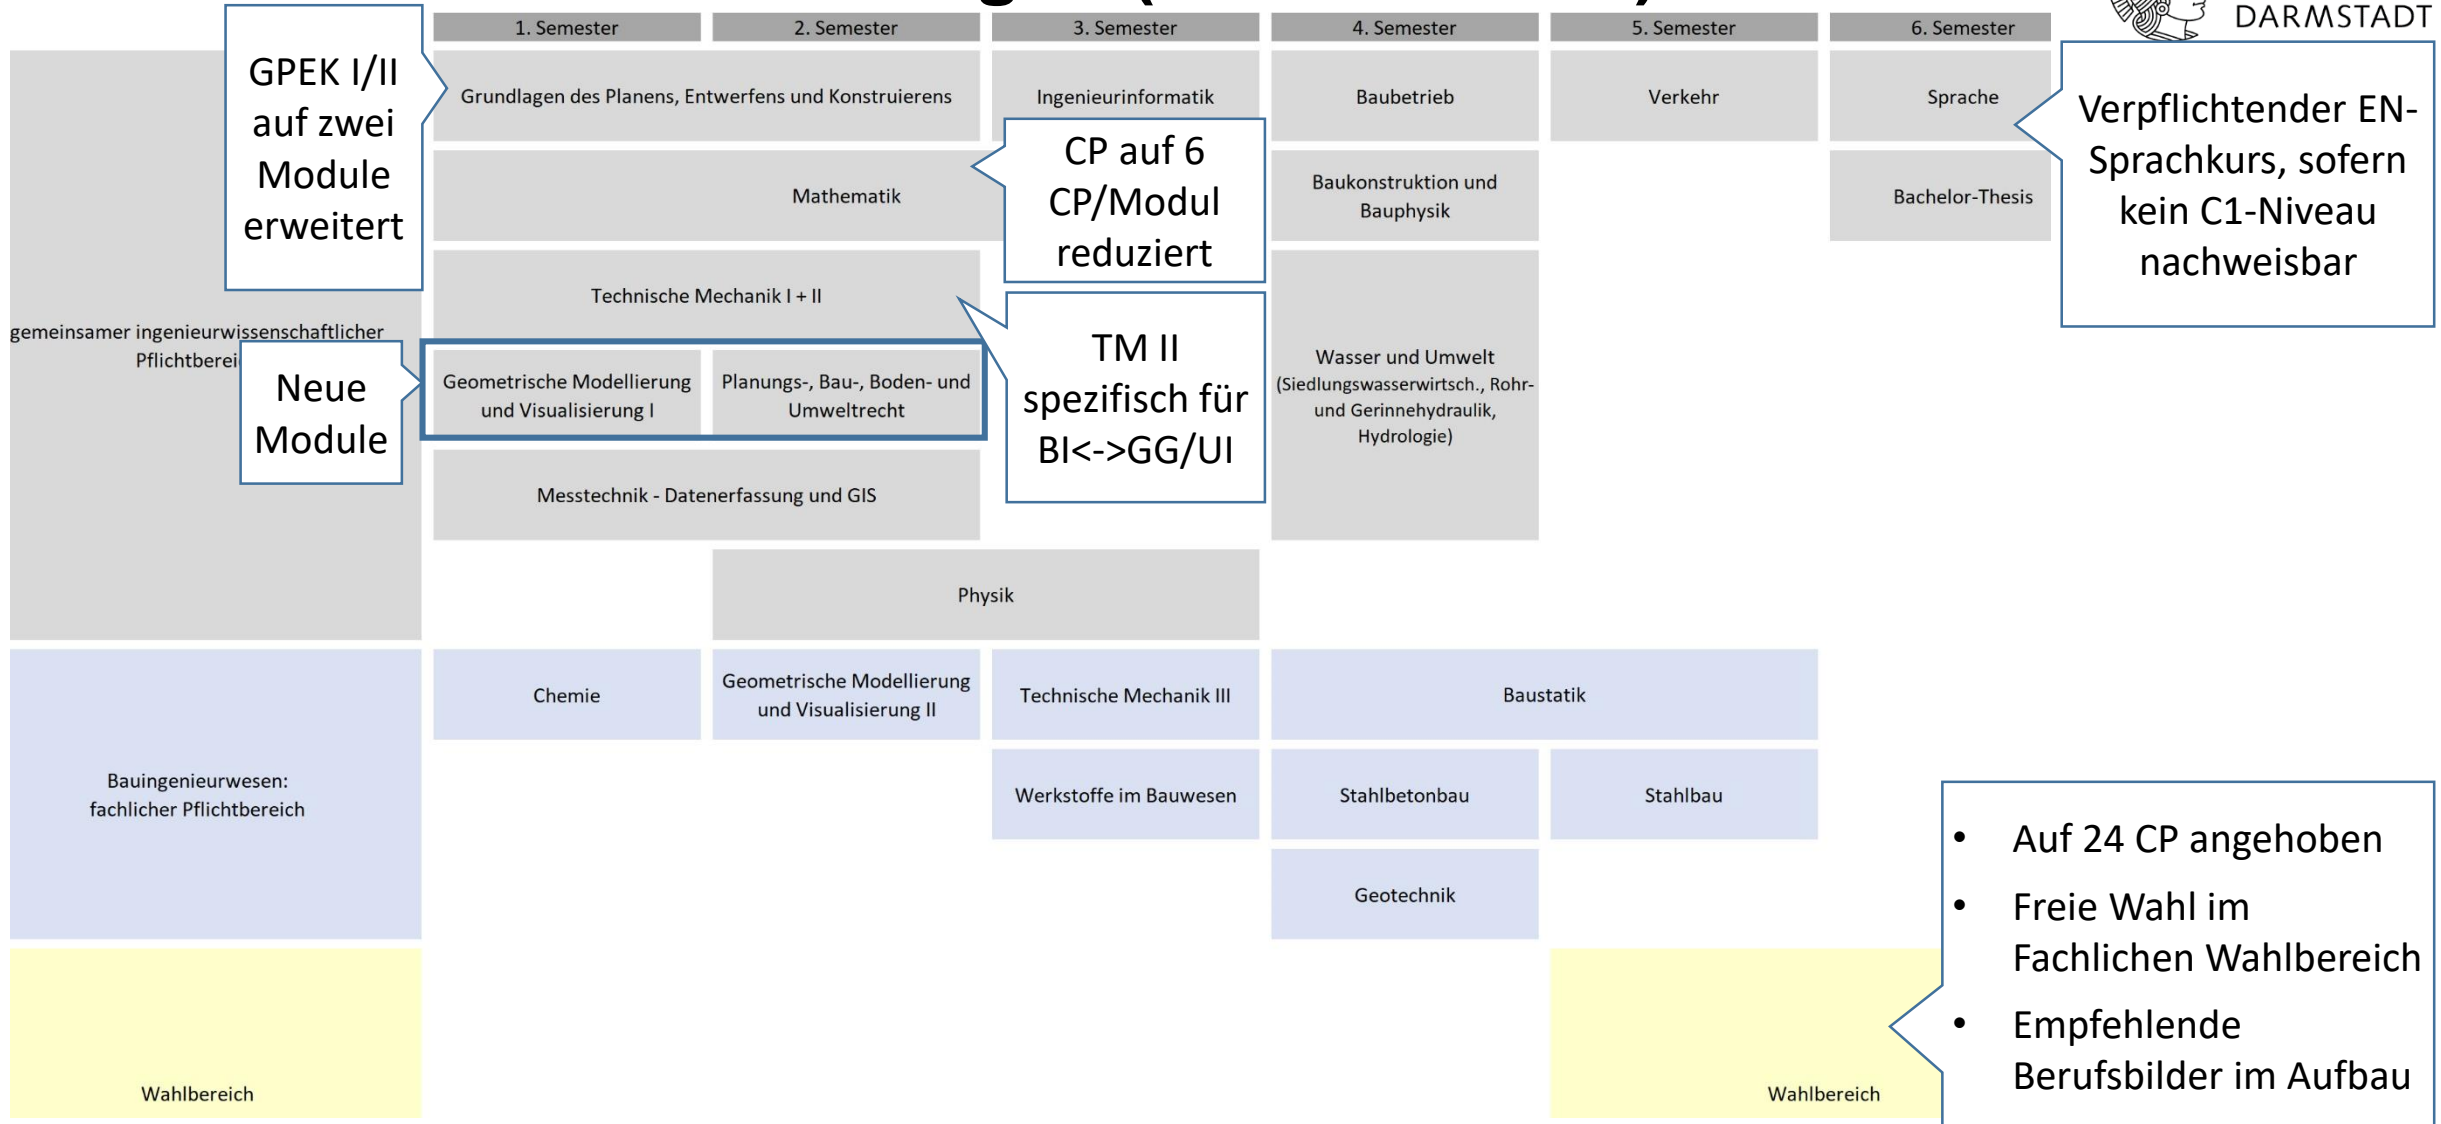 DARMSTADT
1. Semester
2. Semester
3. Semester
4. Semester
5. Semester
6. Semester
GPEK I/II
auf zwei
Module
erweitert
Grundlagen des Planens, Entwerfens und Konstruierens
Ingenieurinformatik
Baubetrieb
Verkehr
Sprache
Verpflichtender EN-
Sprachkurs, sofern
kein C1-Niveau
nachweisbar
Mathematik
CP auf 6
CP/Modul
reduziert
Baukonstruktion und
Bauphysik
Bachelor-Thesis
Technische Mechanik I + II
TM II
spezifisch für
BI<->GG/UI
gemeinsamer ingenieurwissenschaftlicher
Neue
Module
Geometrische Modellierung
und Visualisierung I
Planungs-, Bau-, Boden- und
Umweltrecht
Wasser und Umwelt
(Siedlungswasserwirtsch., Rohr-
und Gerinnehydraulik,
Hydrologie)
Messtechnik - Datenerfassung und GIS
Physik
Bauingenieurwesen:
fachlicher Pflichtbereich
Chemie
Geometrische Modellierung
und Visualisierung II
Technische Mechanik III
Baustatik
Werkstoffe im Bauwesen
Stahlbetonbau
Stahlbau
Geotechnik
Wahlbereich
Wahlbereich
• Auf 24 CP angehoben
• Freie Wahl im
Fachlichen Wahlbereich
• Empfehlende
Berufsbilder im Aufbau